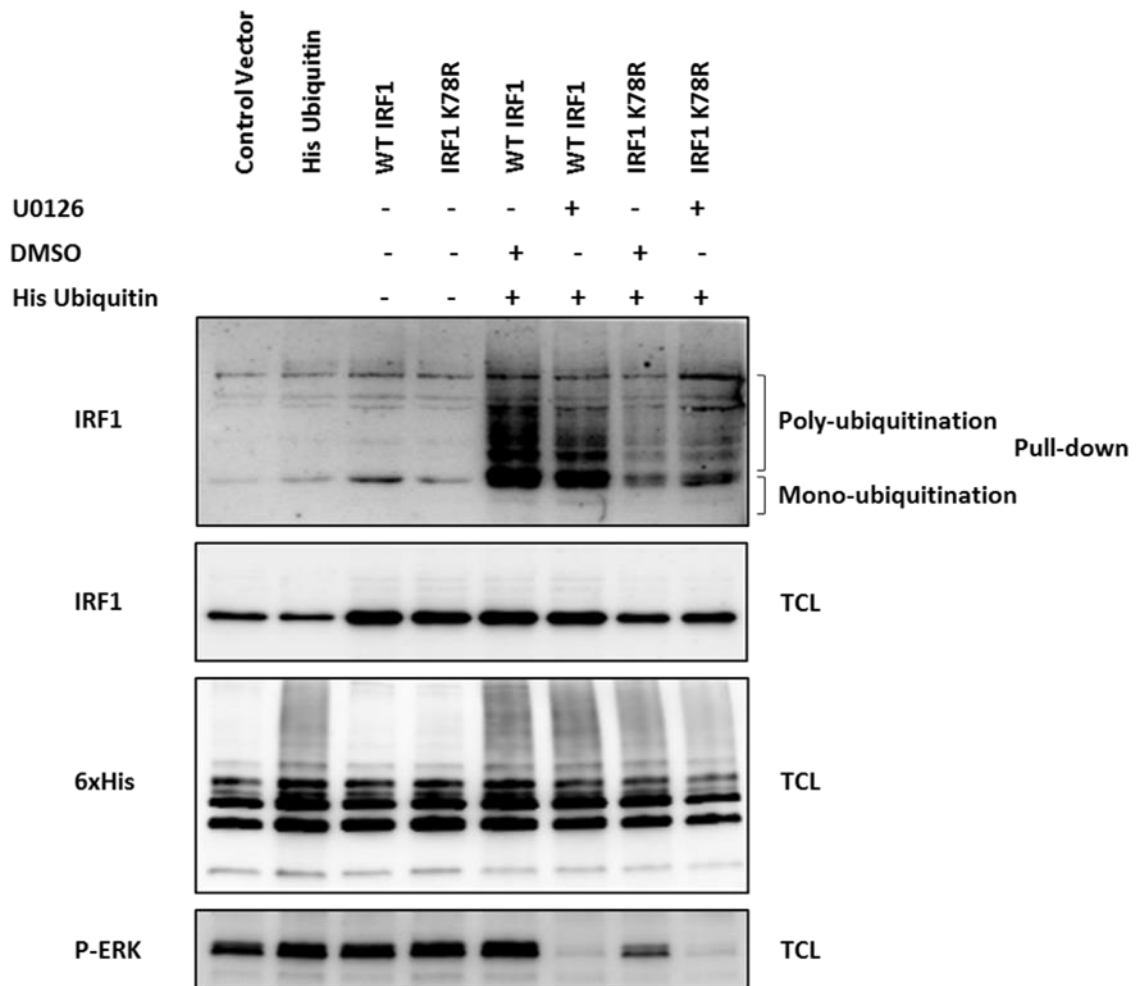 Control Vector
His Ubiquitin
WT IRF1
IRF1 K78R
WT IRF1
WT IRF1
IRF1 K78R
IRF1 K78R
U0126 - - - + - +
DMSO - - + - + -
His Ubiquitin - - + + + +
IRF1
Poly-ubiquitination
Pull-down
Mono-ubiquitination
IRF1 TCL
6xHis TCL
P-ERK TCL